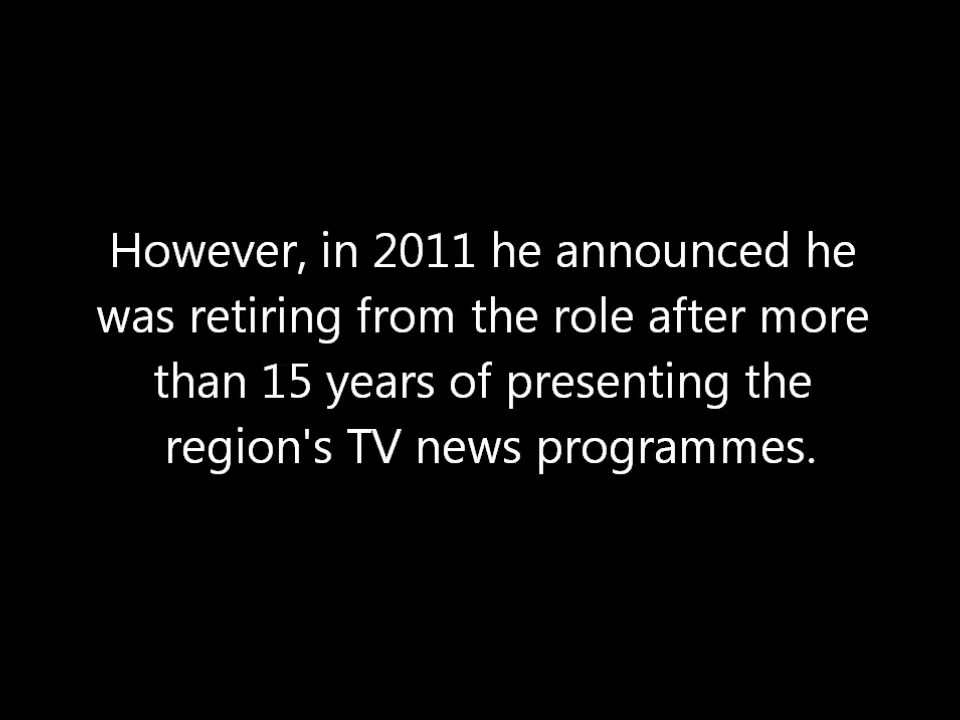 However, in 2011 he announced he
was retiring from the role after more
than 15 years of presenting the
region's TV news programmes.